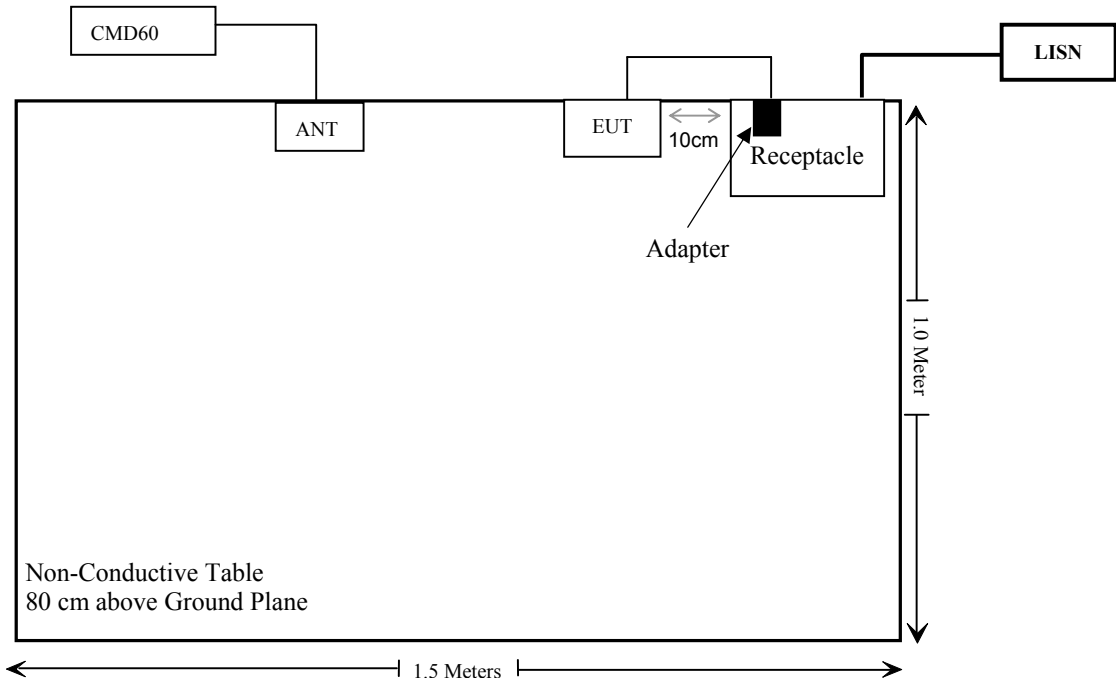 CMD60
LISN
ANT
EUT
10cm
Receptacle
Adapter
1.0 Meter
Non-Conductive Table
80 cm above Ground Plane
1.5 Meters